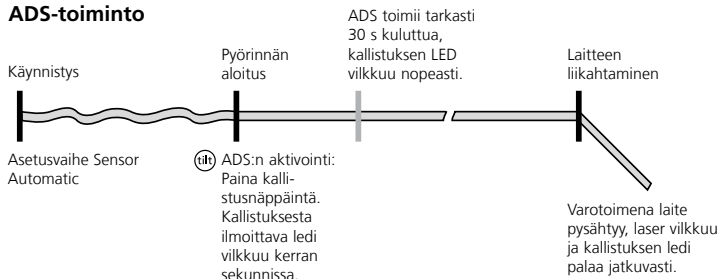 ADS-toiminto
Käynnistys
Asetusvaihe Sensor
Automatic
Pyörinnän
aloitus
tilt
ADS:n aktivointi:
Paina kalli-
stusnäppäintä.
Kallistuksesta
ilmoittava ledi
vilkkuu kerran
sekunnissa.
ADS toimii tarkasti
30 s kuluttua,
kallistuksen LED
vilkkuu nopeasti.
Laitteen
liikahtaminen
Varotoimena laite
pysähtyy, laser vilkkuu
ja kallistuksen ledi
palaa jatkuvasti.